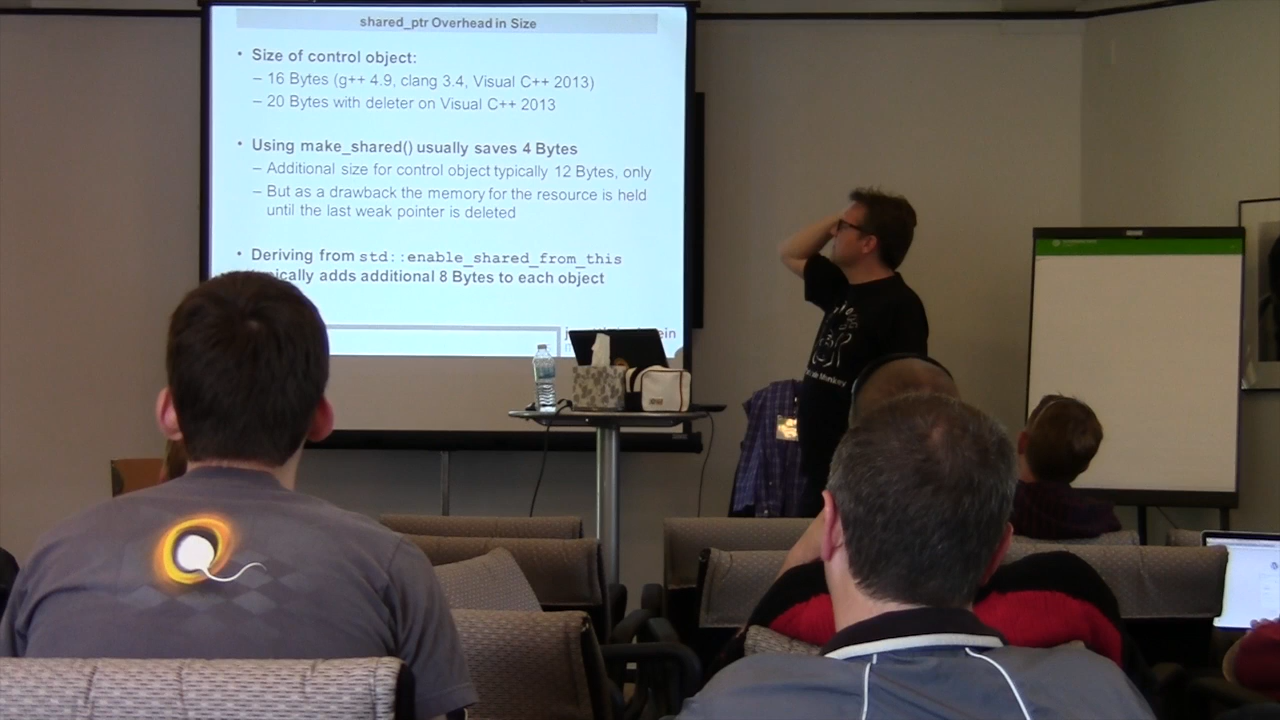 shared_ptr Overhead in Size
• Size of control object:
– 16 Bytes (g++ 4.9, clang 3.4, Visual C++ 2013)
– 20 Bytes with deleter on Visual C++ 2013
• Using make_shared() usually saves 4 Bytes
– Additional size for control object typically 12 Bytes, only
– But as a drawback the memory for the resource is held
until the last weak pointer is deleted
• Deriving from std::enable_shared_from_this
adds additional 8 Bytes to each object
Monkey